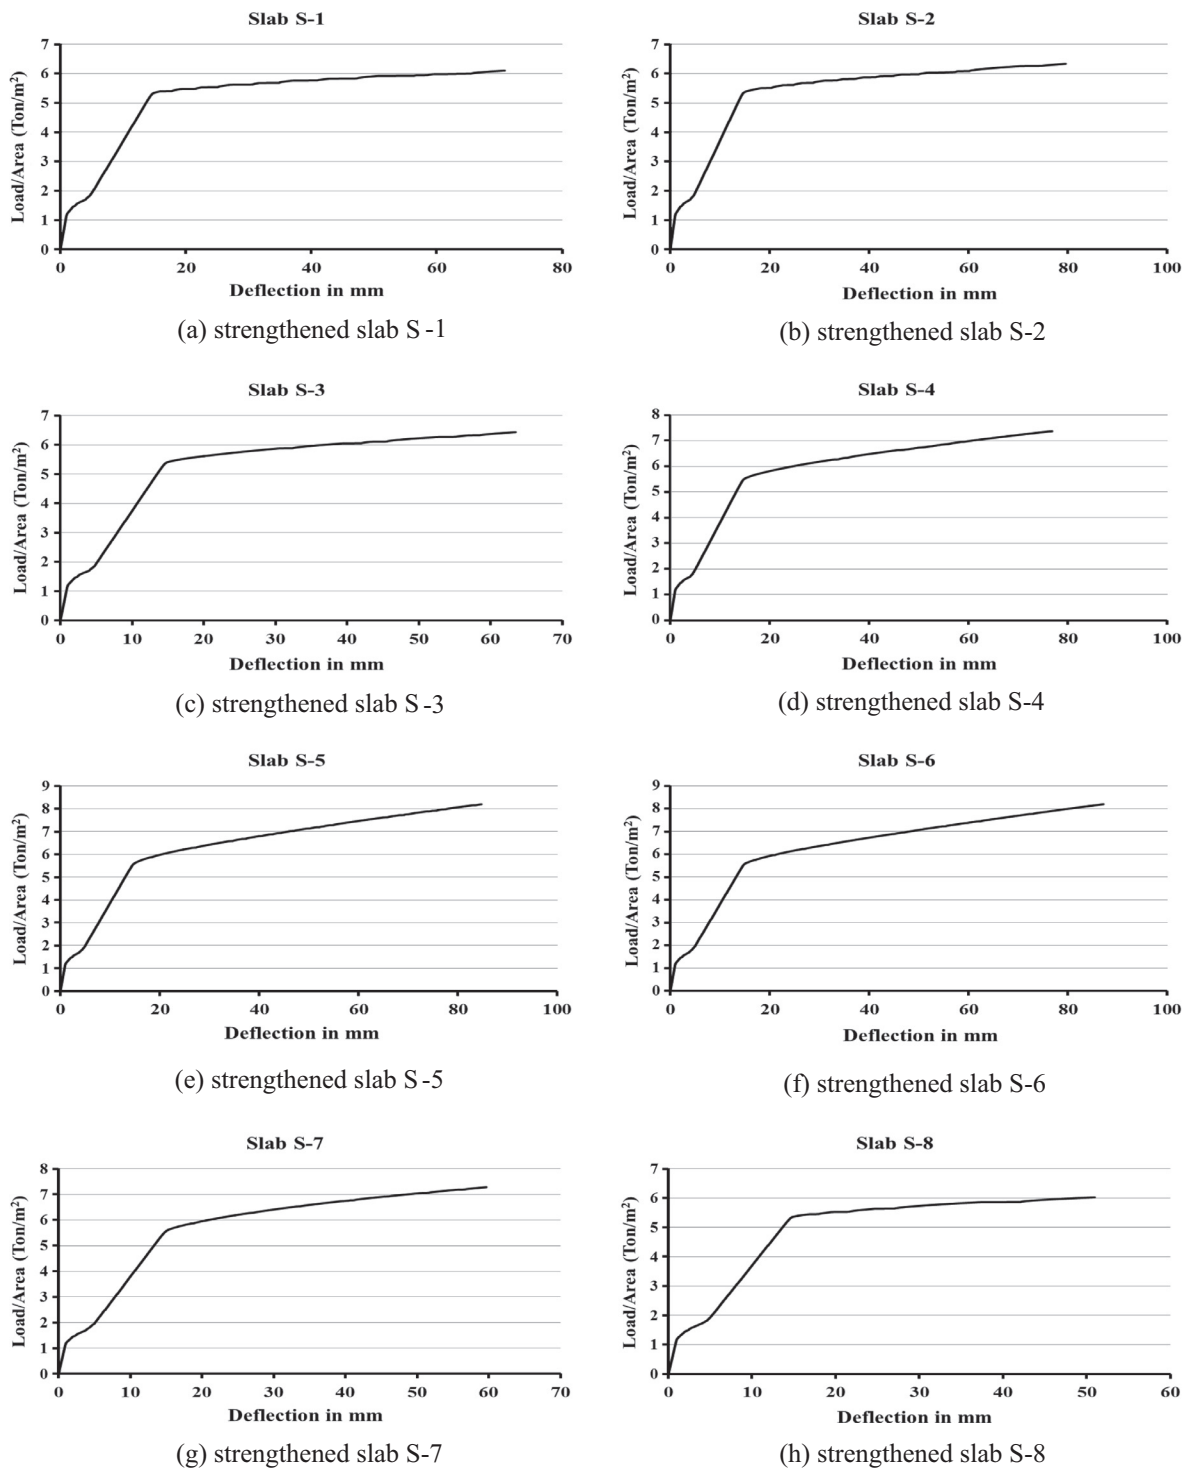 Slab S-1
7
6
5
4
3
2
1
0
Load/Area (Ton/m²)
0 20 40 60 80
Deflection in mm
(a) strengthened slab S-1
Slab S-2
7
6
5
4
3
2
1
0
Load/Area (Ton/m²)
0 20 40 60 80 100
Deflection in mm
(b) strengthened slab S-2
Slab S-3
7
6
5
4
3
2
1
0
Load/Area (Ton/m²)
0 10 20 30 40 50 60 70
Deflection in mm
(c) strengthened slab S-3
Slab S-4
8
7
6
5
4
3
2
1
0
Load/Area (Ton/m²)
0 20 40 60 80 100
Deflection in mm
(d) strengthened slab S-4
Slab S-5
9
8
7
6
5
4
3
2
1
0
Load/Area (Ton/m²)
0 20 40 60 80 100
Deflection in mm
(e) strengthened slab S-5
Slab S-6
9
8
7
6
5
4
3
2
1
0
Load/Area (Ton/m²)
0 20 40 60 80 100
Deflection in mm
(f) strengthened slab S-6
Slab S-7
8
7
6
5
4
3
2
1
0
Load/Area (Ton/m²)
0 10 20 30 40 50 60 70
Deflection in mm
(g) strengthened slab S-7
Slab S-8
7
6
5
4
3
2
1
0
Load/Area (Ton/m²)
0 10 20 30 40 50 60
Deflection in mm
(h) strengthened slab S-8